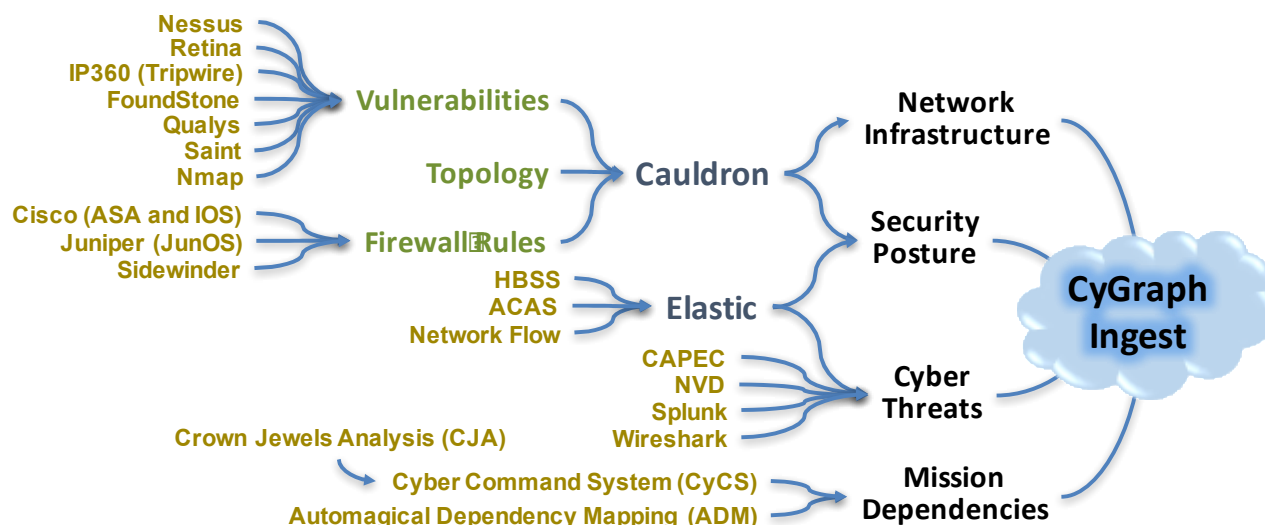 Nessus
Retina
IP360 (Tripwire)
FoundStone
Qualys
Saint
Nmap
Vulnerabilities
Topology
Cisco (ASA and IOS)
Juniper (JunOS)
Sidewinder
Firewall Rules
Cauldron
HBSS
ACAS
Network Flow
Elastic
CAPEC
NVD
Splunk
Wireshark
Crown Jewels Analysis (CJA)
Cyber Command System (CyCS)
Automagical Dependency Mapping (ADM)
Network
Infrastructure
Security
Posture
Cyber
Threats
Mission
Dependencies
CyGraph
Ingest